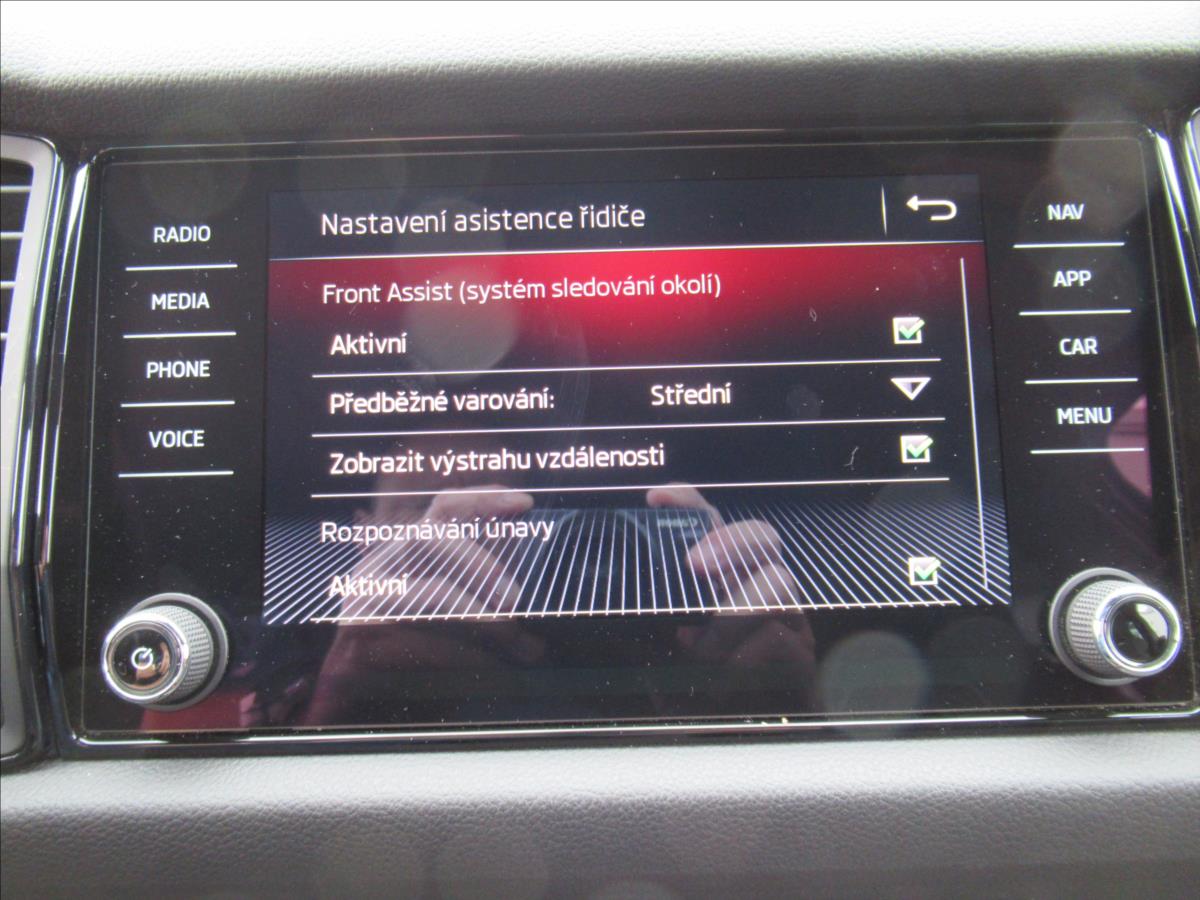 RADIO
MEDIA
PHONE
VOICE
Nastavení asistence řidiče
Front Assist (systém sledování okolí)
Aktivní
Předběžné varování: Střední
Zobrazit výstrahu vzdálenosti
Rozpoznávání únavy
Aktivní
NAV
APP
CAR
MENU